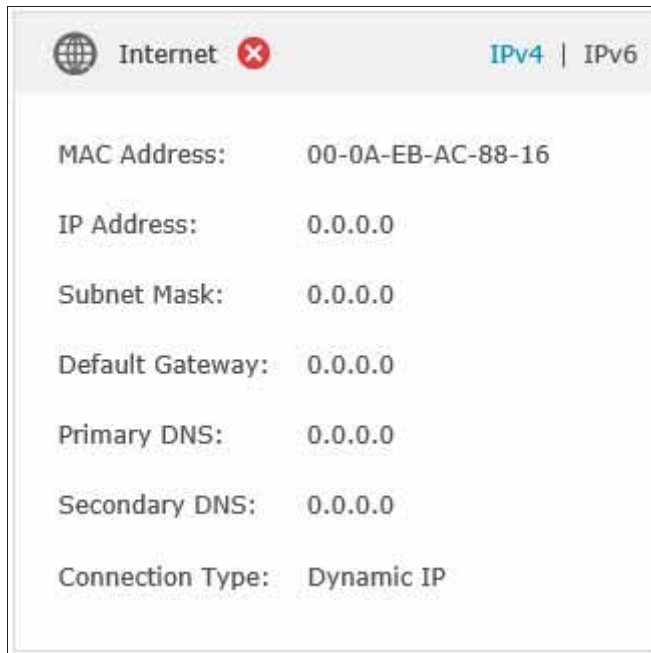 Internet IPv4 | IPv6
MAC Address: 00-0A-EB-AC-88-16
IP Address: 0.0.0.0
Subnet Mask: 0.0.0.0
Default Gateway: 0.0.0.0
Primary DNS: 0.0.0.0
Secondary DNS: 0.0.0.0
Connection Type: Dynamic IP